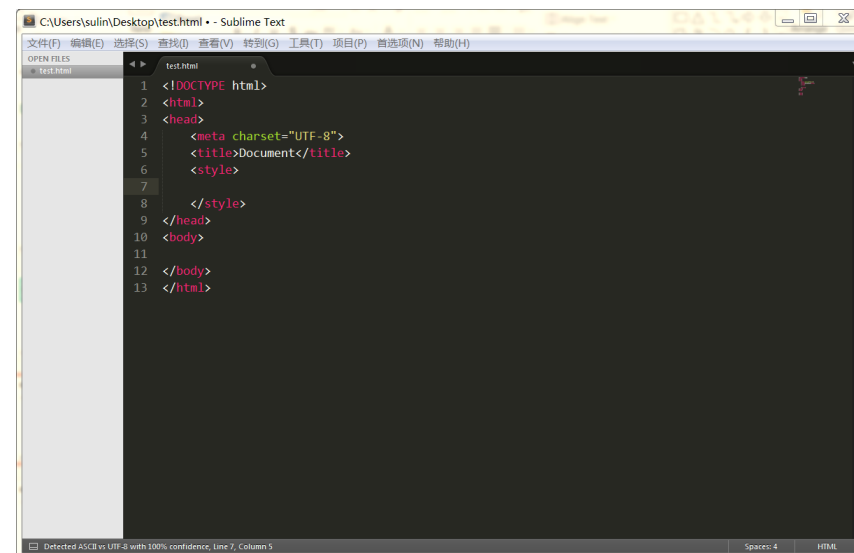 C:\Users\sulin\Desktop\test.html • - Sublime Text
文件(F) 编辑(E) 选择(S) 查找(I) 查看(V) 转到(G) 工具(T) 项目(P) 首选项(N) 帮助(H)
OPEN FILES
test.html
test.html
1 <!DOCTYPE html>
2 <html>
3 <head>
4 <meta charset="UTF-8">
5 <title>Document</title>
6 <style>
7
8 </style>
9 </head>
10 <body>
11
12 </body>
13 </html>
Detected ASCII vs UTF-8 with 100% confidence, Line 7, Column 5
Spaces: 4
HTML